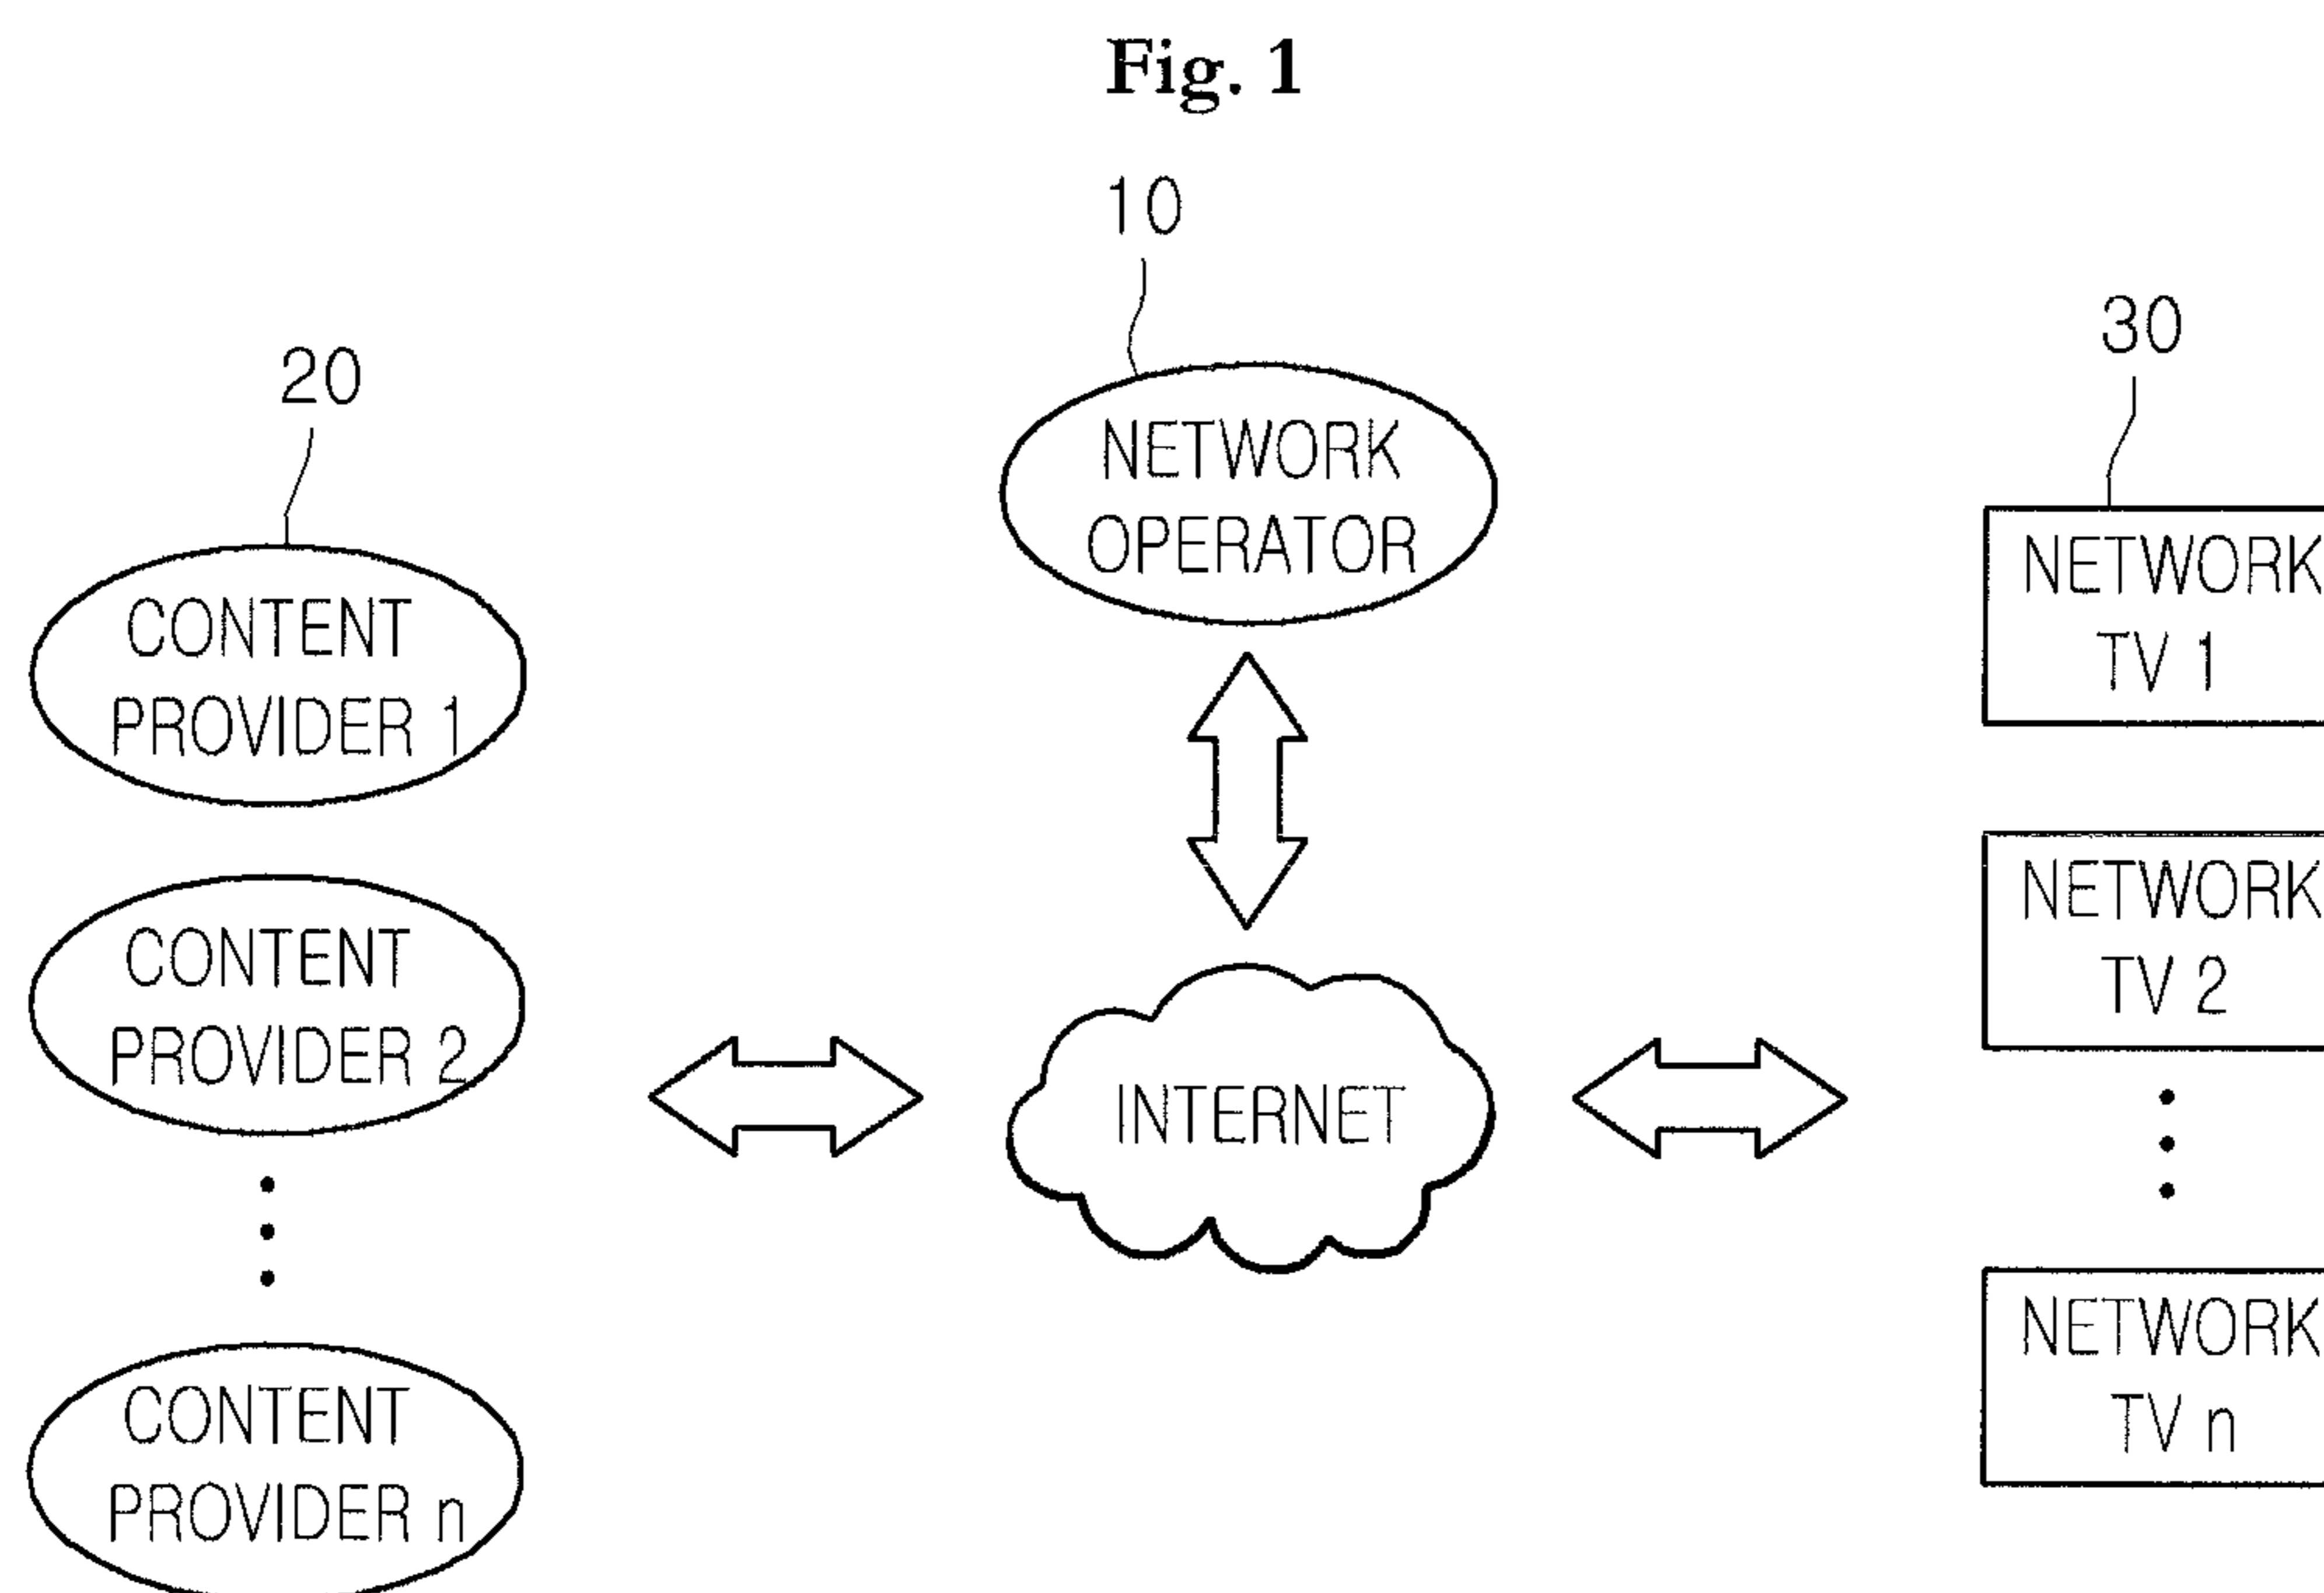 Fig. 1
10
20
30
NETWORK
OPERATOR
CONTENT
PROVIDER 1
NETWORK
TV 1
CONTENT
PROVIDER 2
NETWORK
TV 2
INTERNET
CONTENT
PROVIDER n
NETWORK
TV n